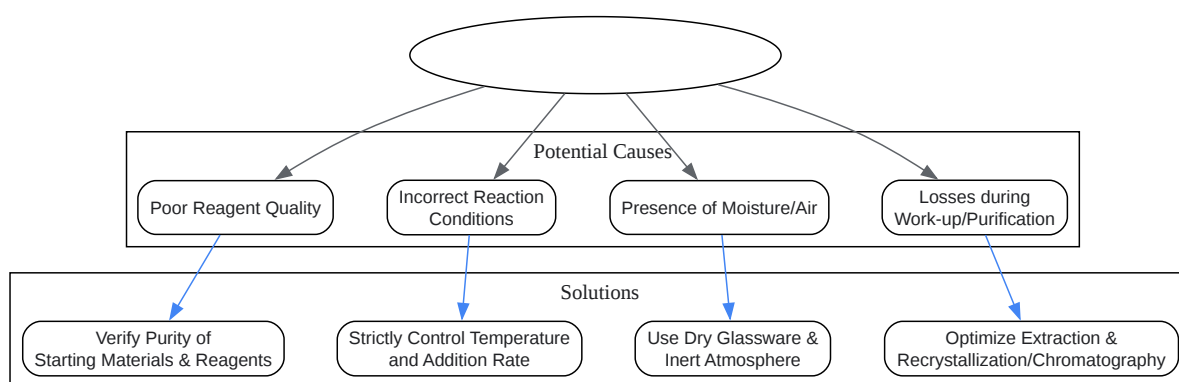 Potential Causes
Poor Reagent Quality
Incorrect Reaction
Conditions
Presence of Moisture/Air
Losses during
Work-up/Purification
Solutions
Verify Purity of
Starting Materials & Reagents
Strictly Control Temperature
and Addition Rate
Use Dry Glassware &
Inert Atmosphere
Optimize Extraction &
Recrystallization/Chromatography